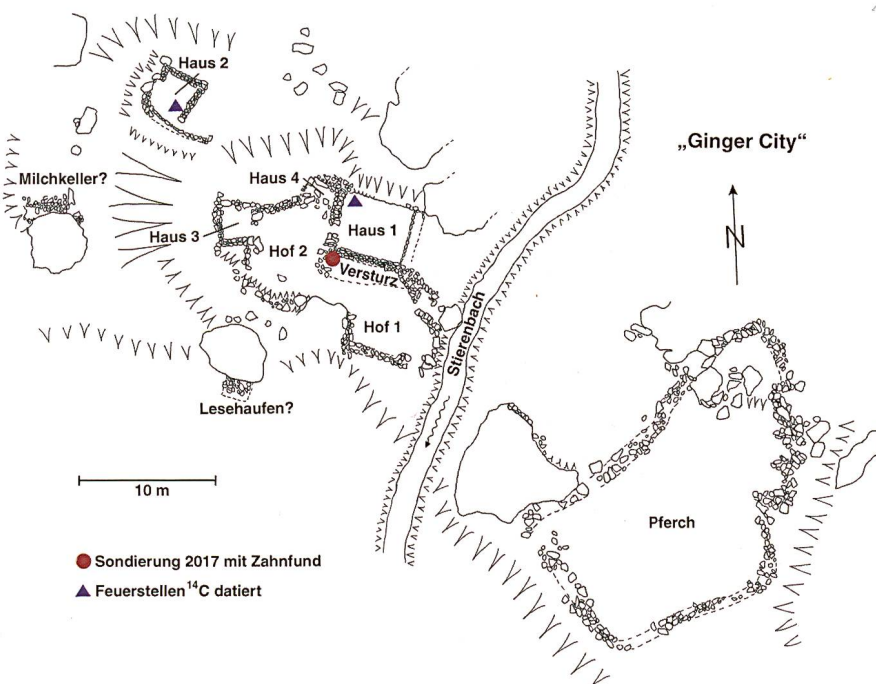 Haus 2
„Ginger City“
Milchkeller?
Haus 4
N
Haus 1
Haus 3
Hof 2
Versturz
Hof 1
Stierenbach
Lesehaufen?
10 m
Pferch
Sondierung 2017 mit Zahnfund
Feuerstellen ¹⁴C datiert